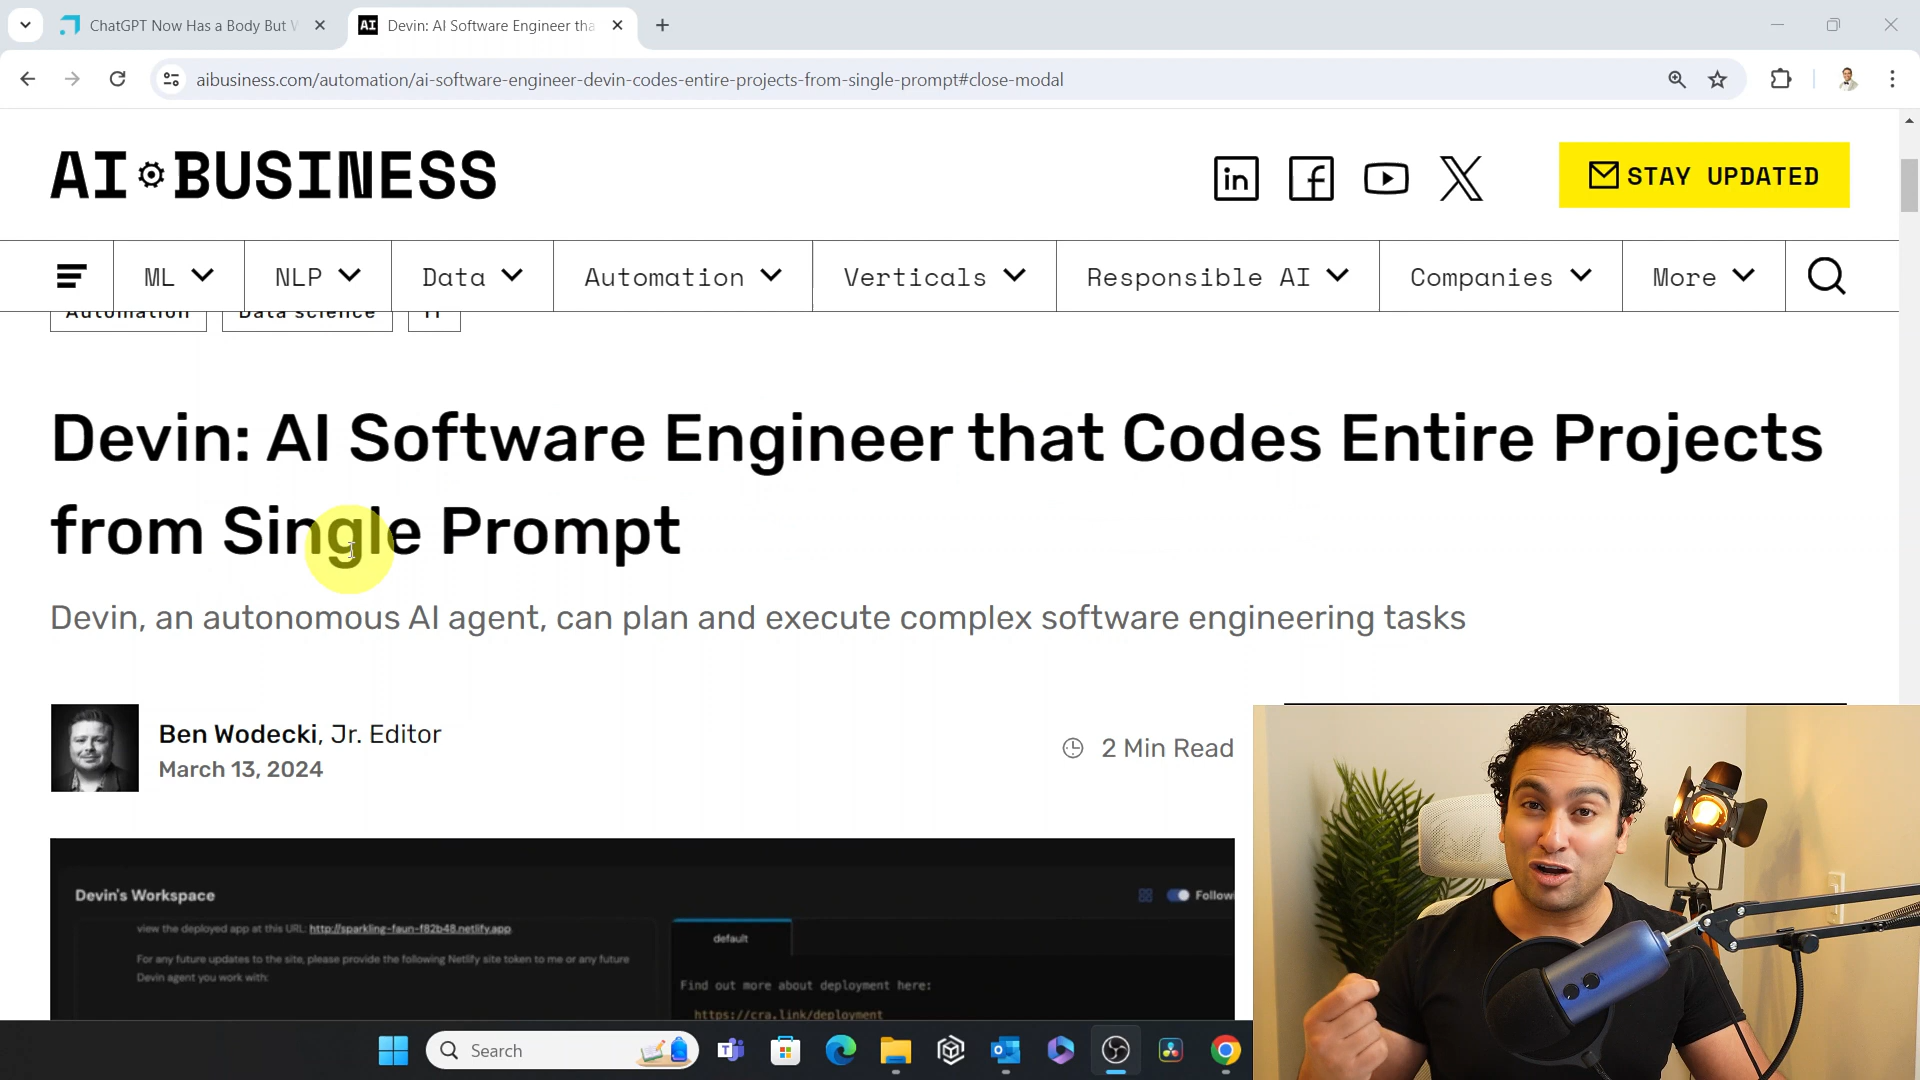 ChatGPT Now Has a Body But W
Devin: AI Software Engineer tha
aibusiness.com/automation/ai-software-engineer-devin-codes-entire-projects-from-single-prompt#close-modal
AI BUSINESS
STAY UPDATED
ML
NLP
Data
Automation
Verticals
Responsible AI
Companies
More
Automation
Data science
IT
Devin: AI Software Engineer that Codes Entire Projects
from Single Prompt
Devin, an autonomous AI agent, can plan and execute complex software engineering tasks
Ben Wodecki, Jr. Editor
March 13, 2024
2 Min Read
Devin's Workspace
Follow
view the deployed app at this URL: http://sparkling-faun-f82b48.netlify.app.
For any future updates to the site, please provide the following Netlify site token to me or any future
Devin agent you work with:
default
Find out more about deployment here:
https://cra.link/deployment
Search